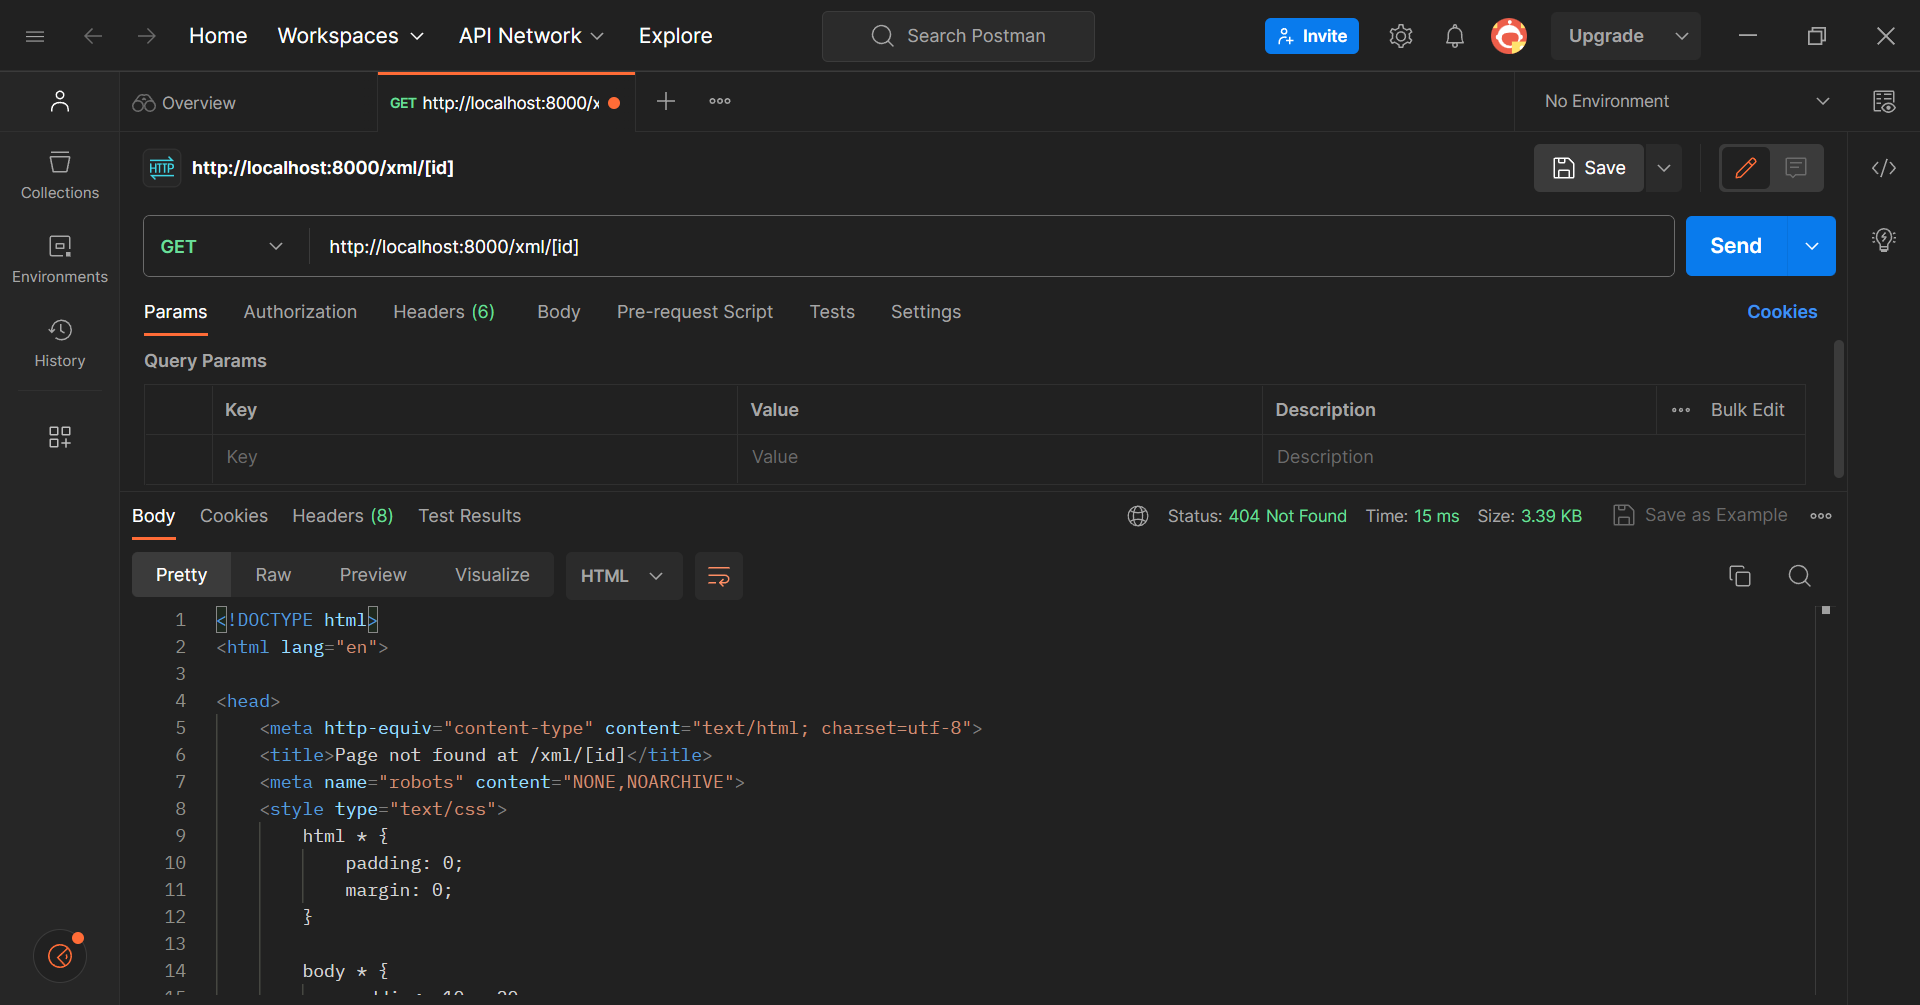 Home Workspaces API Network Explore Search Postman Invite Upgrade
Overview GET http://localhost:8000/x No Environment
HTTP http://localhost:8000/xml/[id] Save
Collections
GET http://localhost:8000/xml/[id] Send
Environments
Params Authorization Headers (6) Body Pre-request Script Tests Settings Cookies
History
Query Params
Key Value Description Bulk Edit
Key Value Description
Body Cookies Headers (8) Test Results Status: 404 Not Found Time: 15 ms Size: 3.39 KB Save as Example
Pretty Raw Preview Visualize HTML
1 <!DOCTYPE html>
2 <html lang="en">
3
4 <head>
5 <meta http-equiv="content-type" content="text/html; charset=utf-8">
6 <title>Page not found at /xml/[id]</title>
7 <meta name="robots" content="NONE,NOARCHIVE">
8 <style type="text/css">
9 html * {
10 padding: 0;
11 margin: 0;
12 }
13
14 body * {